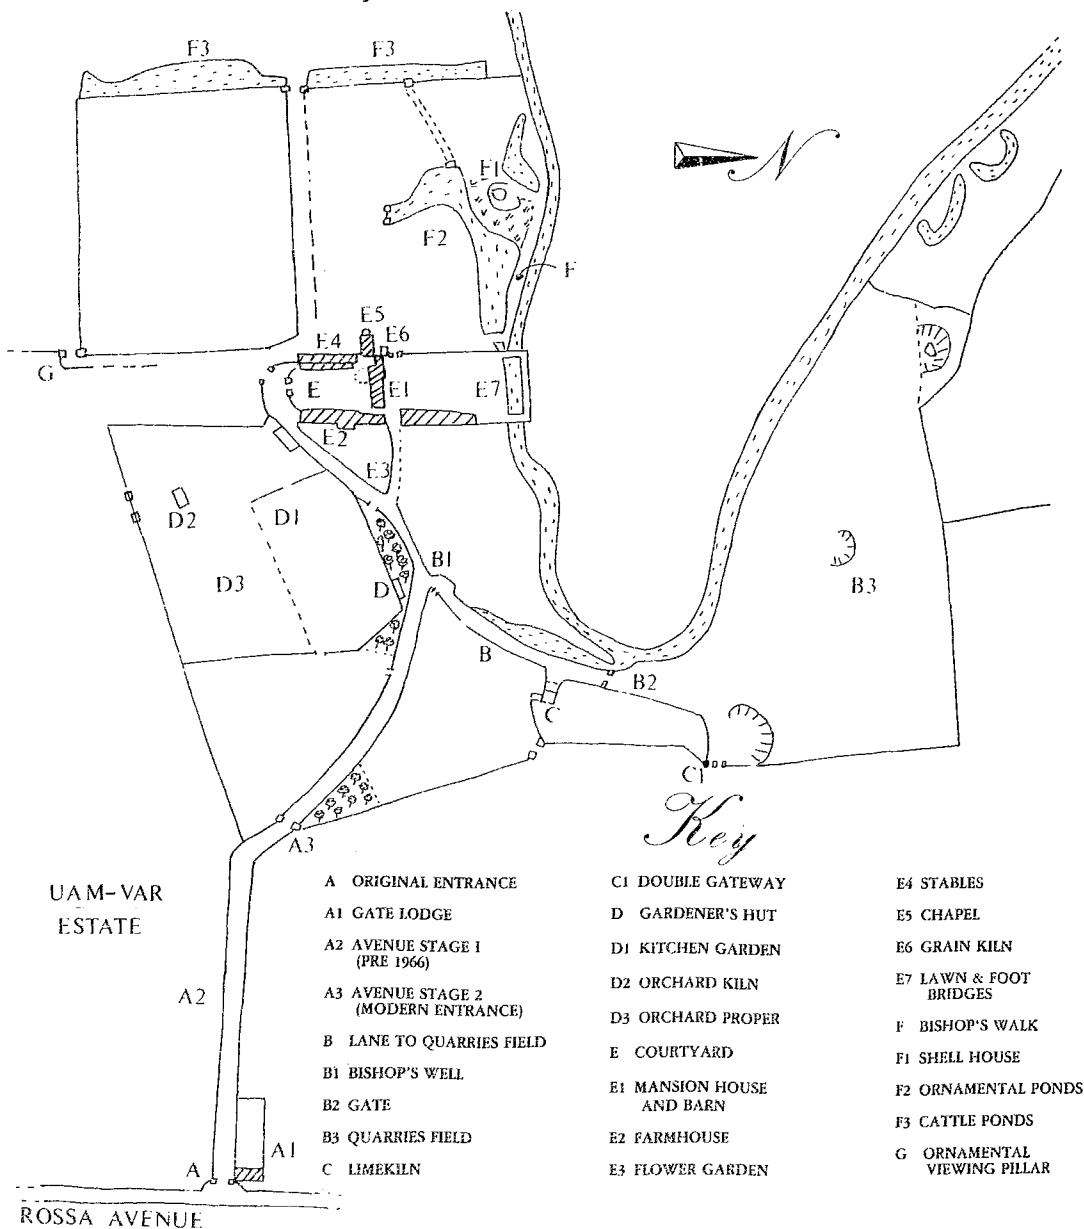 F3
F3
N
F1
F2
F
E5
E6
E4
G
E
E1
E7
E2
E3
D2
D1
B1
D3
D
B3
B
B2
C
C1
A3
Key
UAM-VAR
ESTATE
A2
A1
A
ROSSA AVENUE
A ORIGINAL ENTRANCE
A1 GATE LODGE
A2 AVENUE STAGE 1
(PRE 1966)
A3 AVENUE STAGE 2
(MODERN ENTRANCE)
B LANE TO QUARRIES FIELD
B1 BISHOP'S WELL
B2 GATE
B3 QUARRIES FIELD
C LIMEKILN
C1 DOUBLE GATEWAY
D GARDENER'S HUT
D1 KITCHEN GARDEN
D2 ORCHARD KILN
D3 ORCHARD PROPER
E COURTYARD
E1 MANSION HOUSE
AND BARN
E2 FARMHOUSE
E3 FLOWER GARDEN
E4 STABLES
E5 CHAPEL
E6 GRAIN KILN
E7 LAWN & FOOT
BRIDGES
F BISHOP'S WALK
F1 SHELL HOUSE
F2 ORNAMENTAL PONDS
F3 CATTLE PONDS
G ORNAMENTAL
VIEWING PILLAR